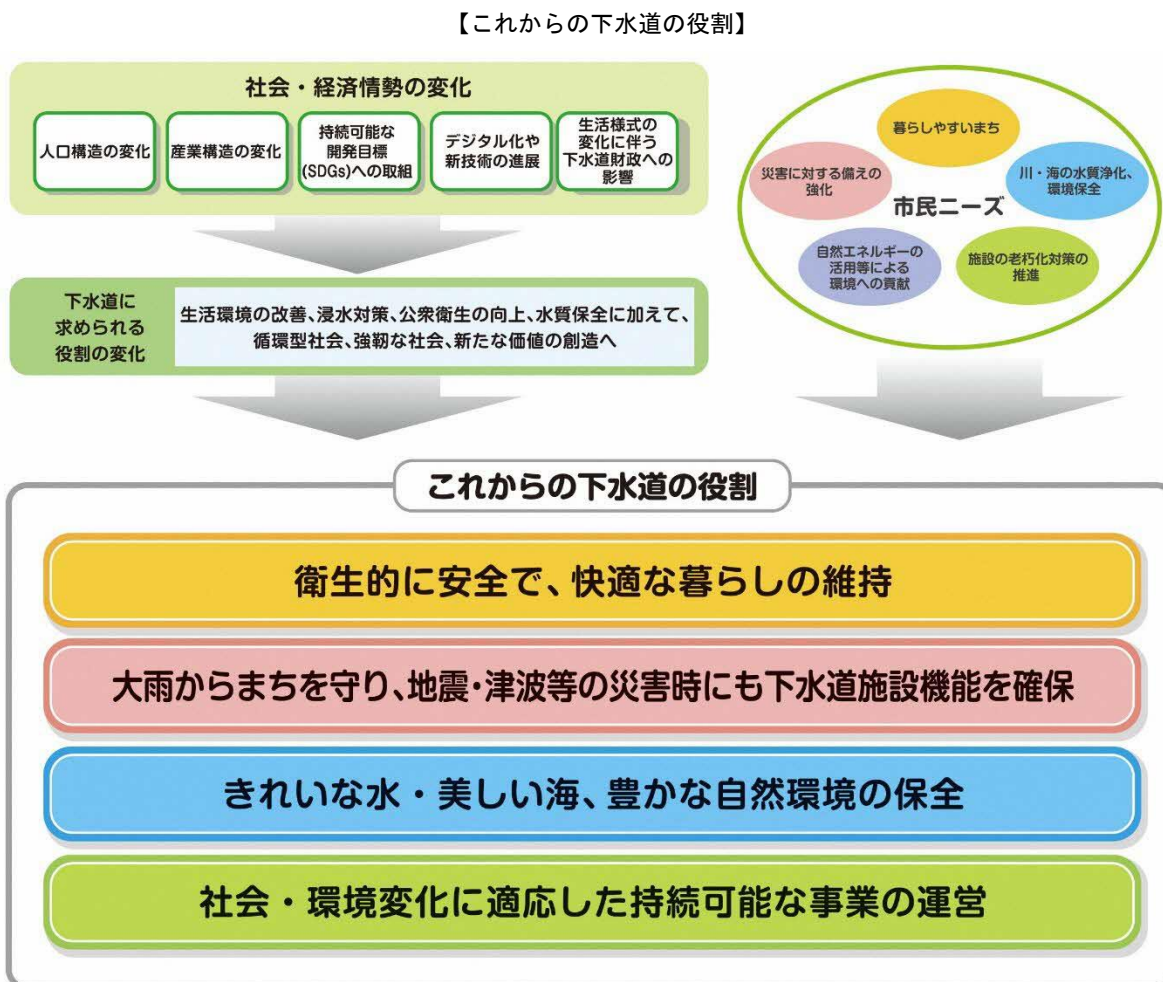 【これからの下水道の役割】
社会・経済情勢の変化
人口構造の変化
産業構造の変化
持続可能な
開発目標
(SDGs)への取組
デジタル化や
新技術の進展
生活様式の
変化に伴う
下水道財政への
影響
下水道に
求められる
役割の変化
生活環境の改善、浸水対策、公衆衛生の向上、水質保全に加えて、
循環型社会、強靭な社会、新たな価値の創造へ
暮らしやすいまち
災害に対する備えの
強化
川・海の水質浄化、
環境保全
市民ニーズ
自然エネルギーの
活用等による
環境への貢献
施設の老朽化対策の
推進
これからの下水道の役割
衛生的に安全で、快適な暮らしの維持
大雨からまちを守り、地震・津波等の災害時にも下水道施設機能を確保
きれいな水・美しい海、豊かな自然環境の保全
社会・環境変化に適応した持続可能な事業の運営